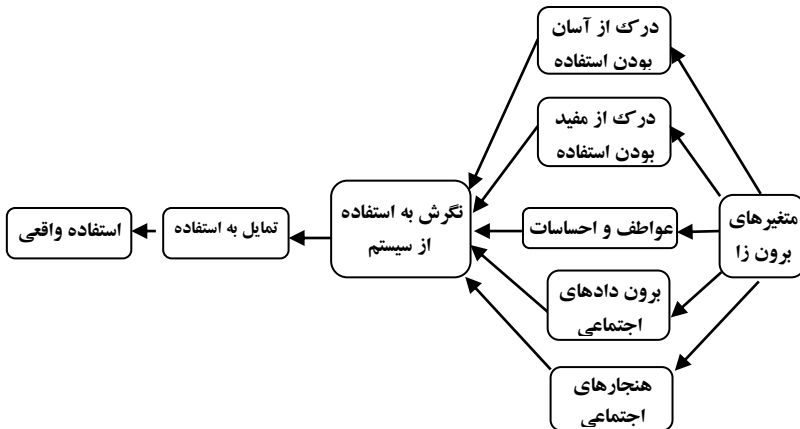 درک از آسان
بودن استفاده
درک از مفید
بودن استفاده
متغیرهای
برون زا
عواطف و احساسات
نگرش به استفاده
از سیستم
تمایل به استفاده
استفاده واقعی
برون دادهای
اجتماعی
هنجارهای
اجتماعی